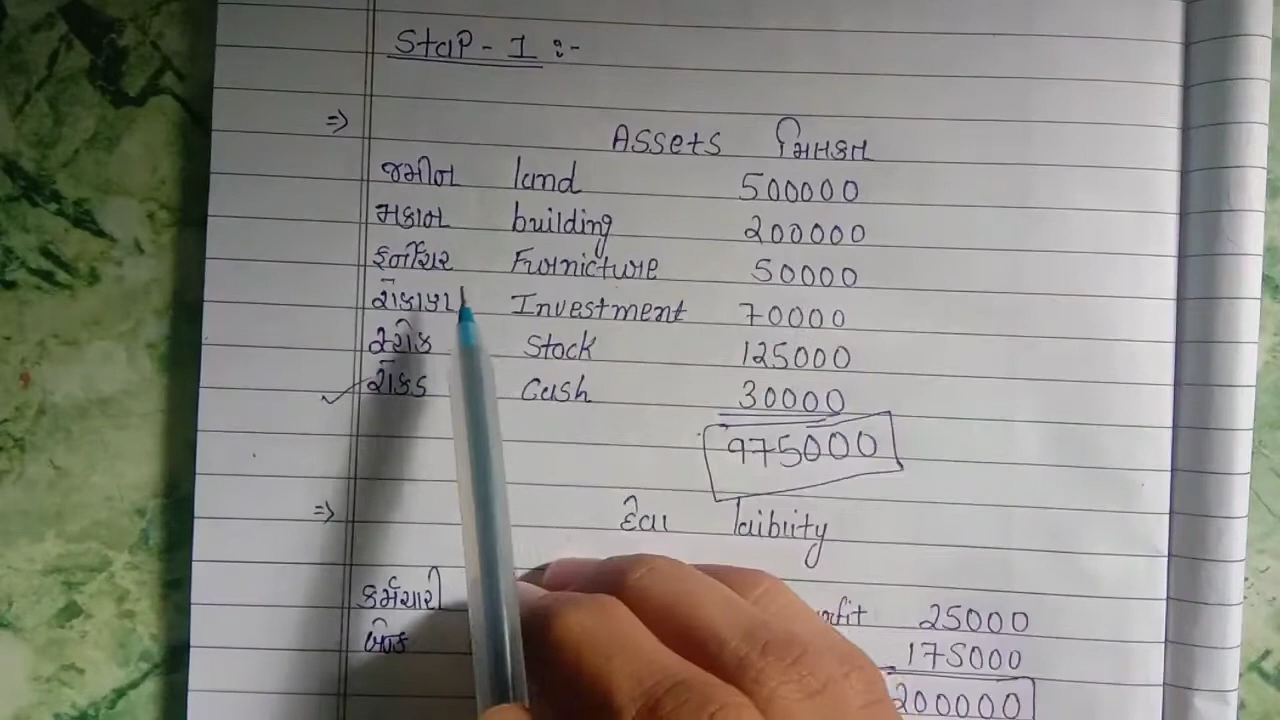 Step - 1 :-
⇒ Assets મિલકત
જમીન land 500000
મકાન building 200000
ફર્નીચર Furnicture 50000
રોકાણ Investment 70000
સ્ટોક Stock 125000
રોકડ Cash 30000
975000
⇒ દેવા laibiity
કર્મચારી 25000
બેંક 175000
200000